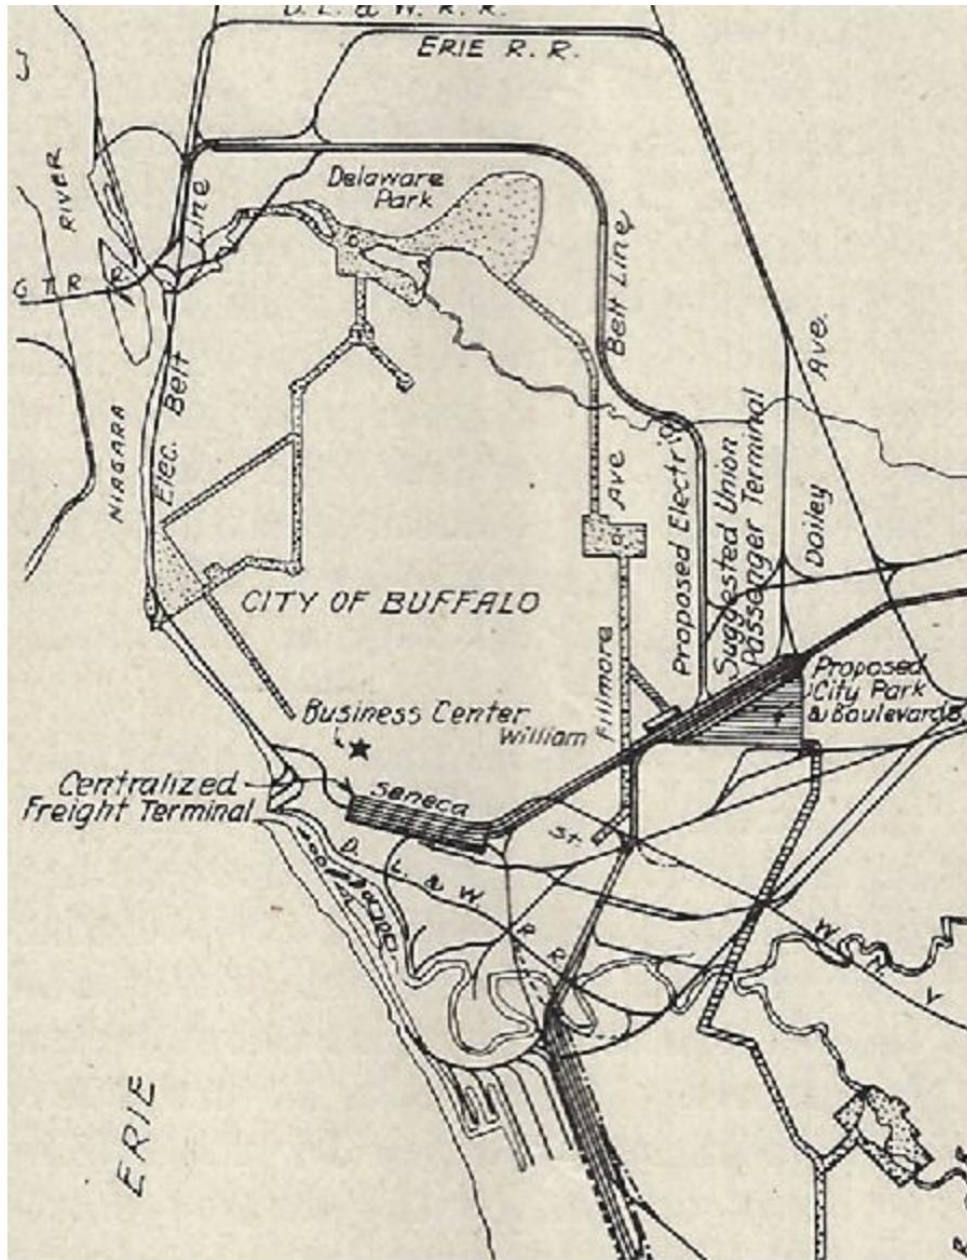 D. L. & W. R. R.
ERIE R. R.
RIVER
Line
Delaware
Park
G T R R
Belt Line
Ave.
NIAGARA
Elec. Belt
Ave
Proposed Electric
Suggested Union
Passenger Terminal
Dailey
CITY OF BUFFALO
Fillmore
Proposed
City Park
& Boulevards
Business Center
William
Centralized
Freight Terminal
Seneca
St.
D. L. & W. R R
W Y
ERIE